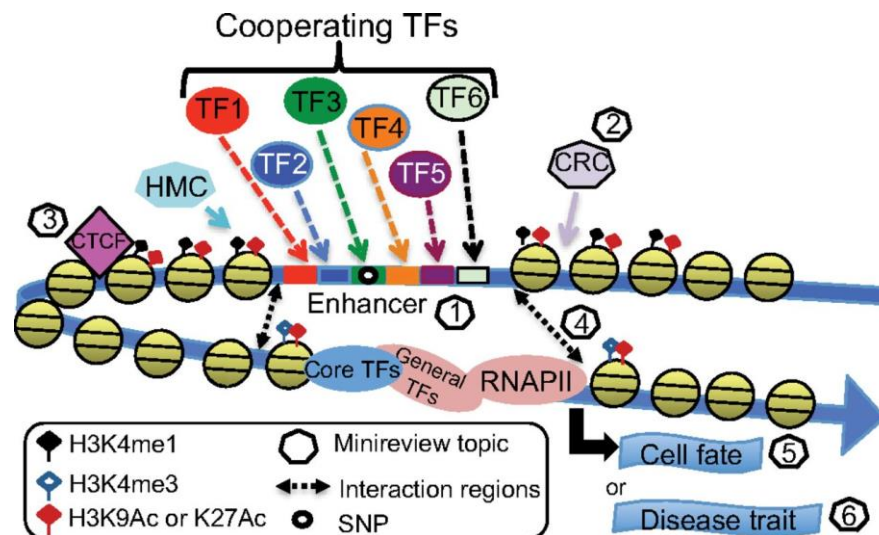 Cooperating TFs
TF1
TF3
TF6
TF4
TF2
TF5
2
CRC
HMC
3
CTCF
Enhancer
1
4
Core TFs
General
TFs
RNAPII
H3K4me1
H3K4me3
H3K9Ac or K27Ac
Minireview topic
Interaction regions
SNP
Cell fate
5
or
Disease trait
6